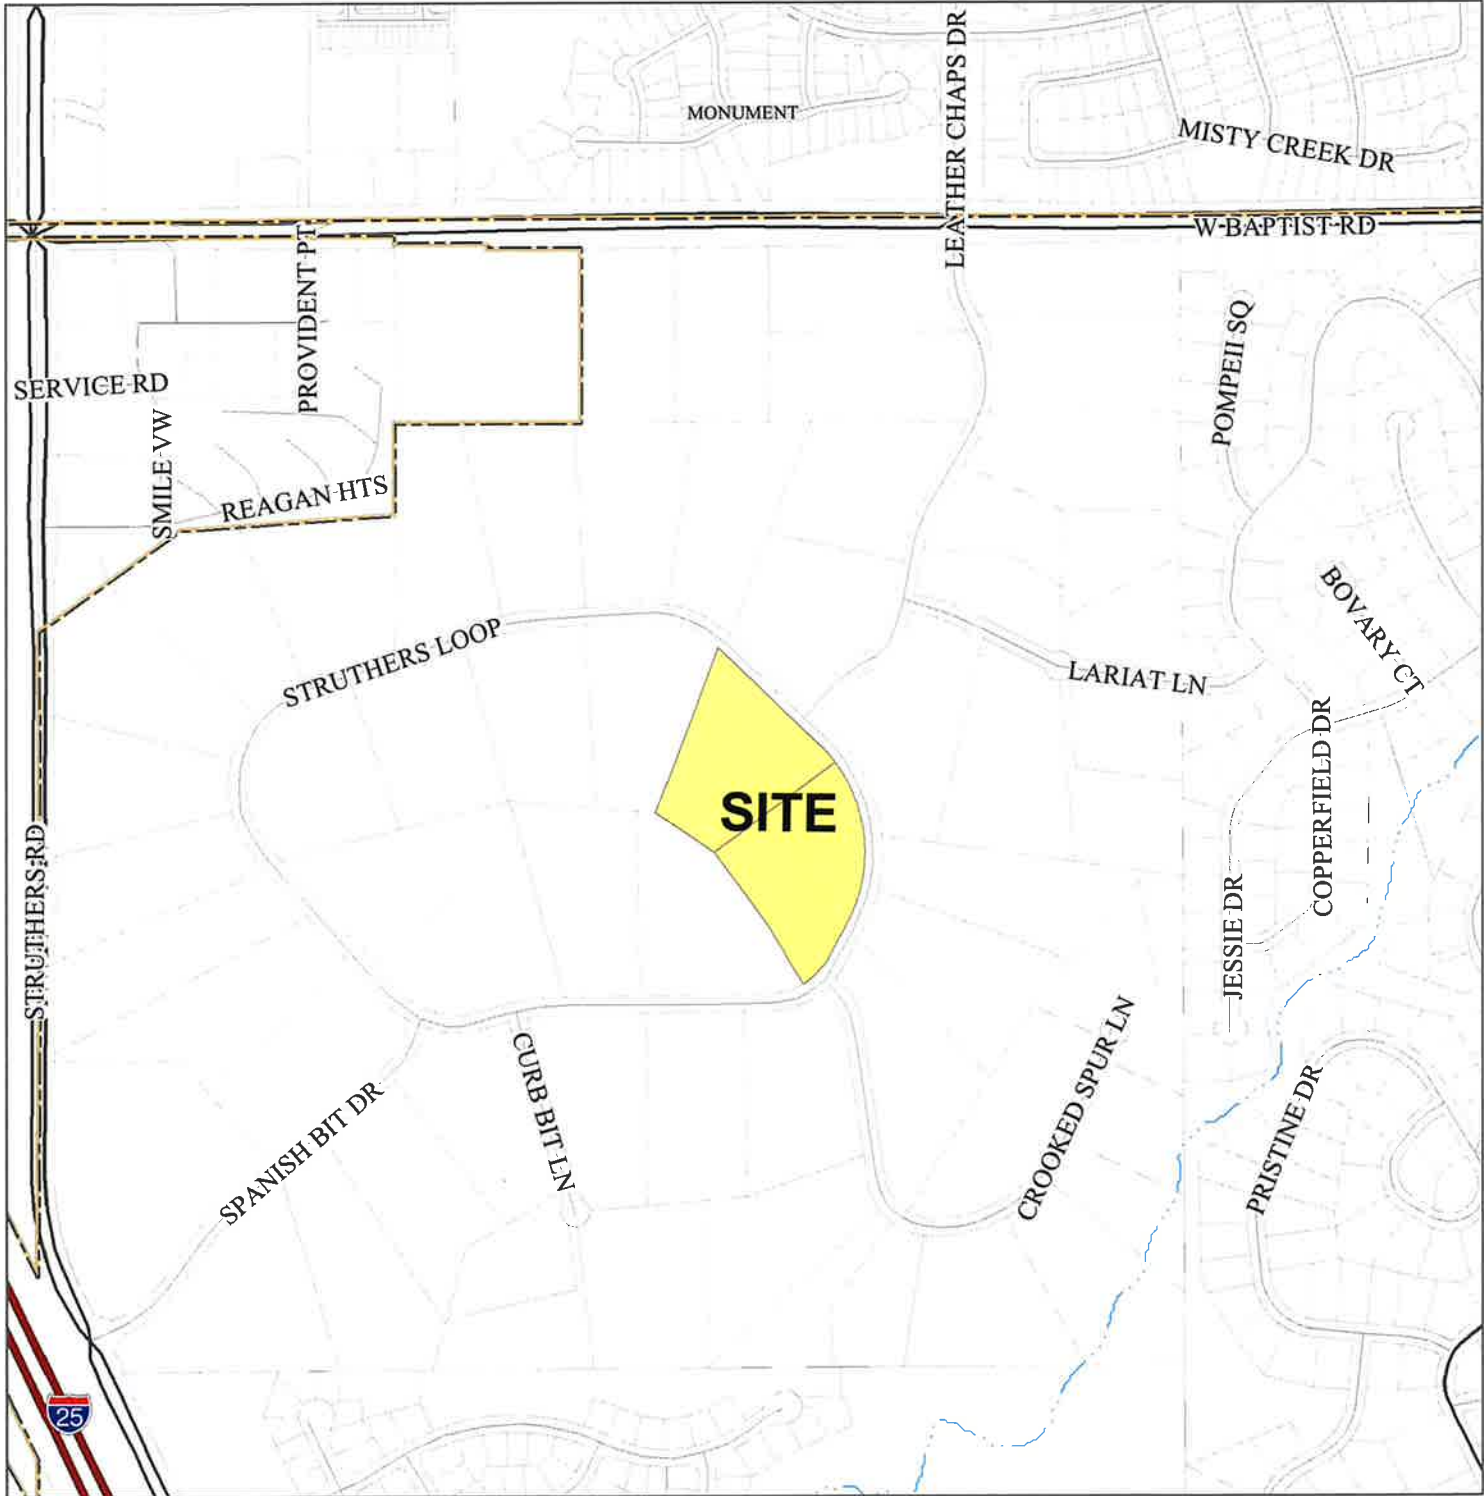 LEATHER CHAPS DR
MONUMENT
MISTY CREEK DR
W BAPTIST RD
PROVIDENT PT
SERVICE RD
SMILE VW
REAGAN HTS
POMPEII SQ
BOVARY CT
STRUTHERS LOOP
LARIAT LN
COPPERFIELD DR
SITE
STRUTHERS RD
JESSIE DR
CROOKED SPUR LN
CURB BIT LN
SPANISH BIT DR
PRISTINE DR
25